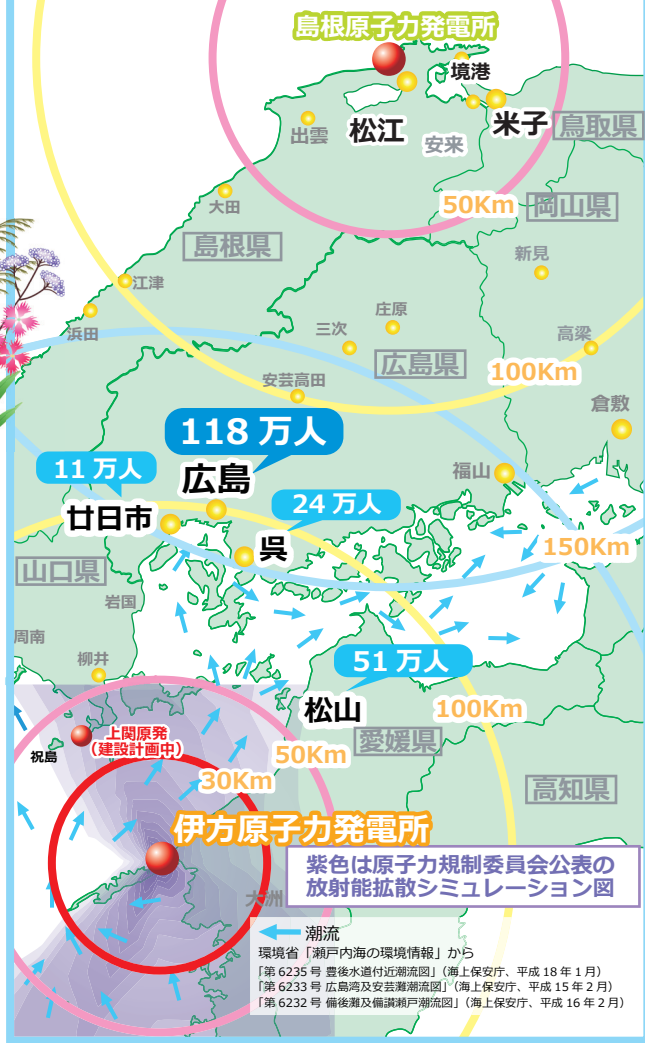 島根原子力発電所
境港
松江
米子
鳥取県
出雲
安来
50Km
岡山県
大田
島根県
新見
江津
庄原
浜田
三次
高梁
広島県
100Km
安芸高田
倉敷
118 万人
11 万人
広島
福山
24 万人
廿日市
呉
150Km
山口県
岩国
周南
柳井
51 万人
松山
100Km
上関原発
（建設計画中）
祝島
50Km
愛媛県
30Km
高知県
伊方原子力発電所
紫色は原子力規制委員会公表の
放射能拡散シミュレーション図
大洲
潮流
環境省「瀬戸内海の環境情報」から
「第 6235 号 豊後水道付近潮流図」（海上保安庁、平成 18 年 1 月）
「第 6233 号 広島湾及安芸灘潮流図」（海上保安庁、平成 15 年 2 月）
「第 6232 号 備後灘及備讃瀬戸潮流図」（海上保安庁、平成 16 年 2 月）